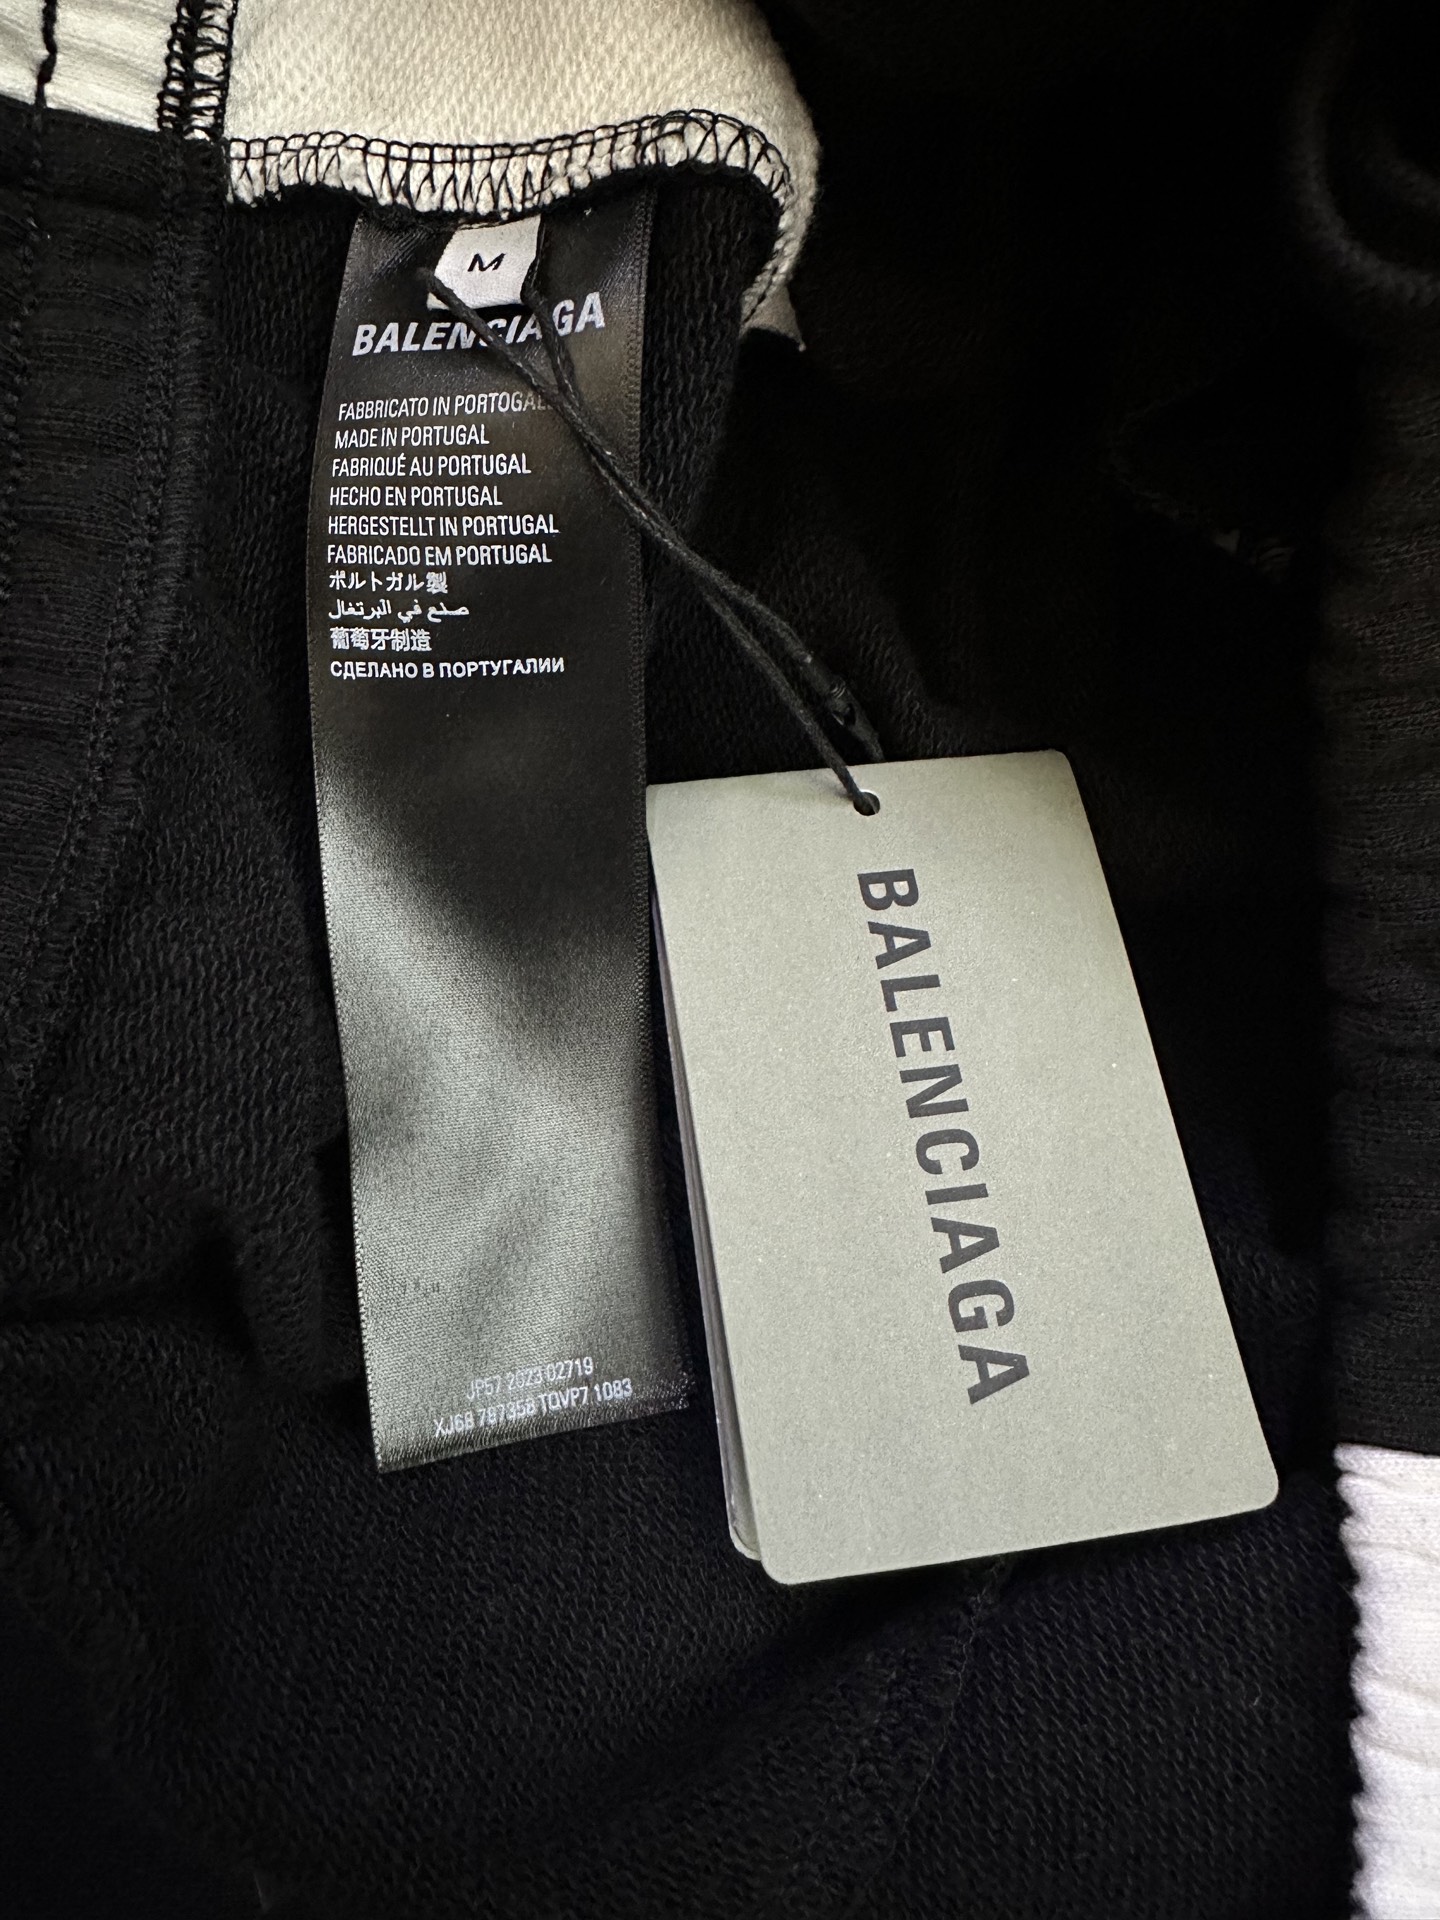 M
BALENCIAGA
FABBRICATO IN PORTOGAL
MADE IN PORTUGAL
FABRIQUÉ AU PORTUGAL
HECHO EN PORTUGAL
HERGESTELLT IN PORTUGAL
FABRICADO EM PORTUGAL
ポルトガル製
صنع في البرتغال
葡萄牙制造
СДЕЛАНО В ПОРТУГАЛИИ
JP57 2023 02719
XJ68 787358 TQVP7 1083
BALENCIAGA